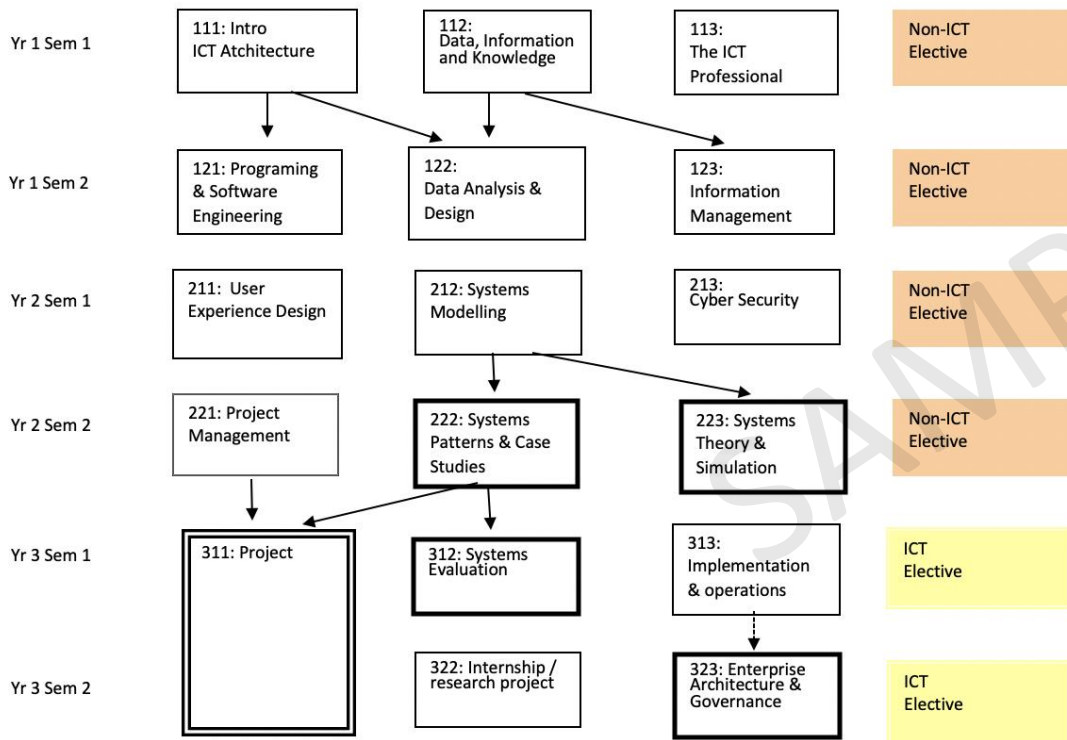 Yr 1 Sem 1
111: Intro
ICT Atchitecture
112:
Data, Information
and Knowledge
113:
The ICT
Professional
Non-ICT
Elective
Yr 1 Sem 2
121: Programing
& Software
Engineering
122:
Data Analysis &
Design
123:
Information
Management
Non-ICT
Elective
Yr 2 Sem 1
211: User
Experience Design
212: Systems
Modelling
213:
Cyber Security
Non-ICT
Elective
Yr 2 Sem 2
221: Project
Management
222: Systems
Patterns & Case
Studies
223: Systems
Theory &
Simulation
Non-ICT
Elective
Yr 3 Sem 1
311: Project
312: Systems
Evaluation
313:
Implementation
& operations
ICT
Elective
Yr 3 Sem 2
322: Internship /
research project
323: Enterprise
Architecture &
Governance
ICT
Elective